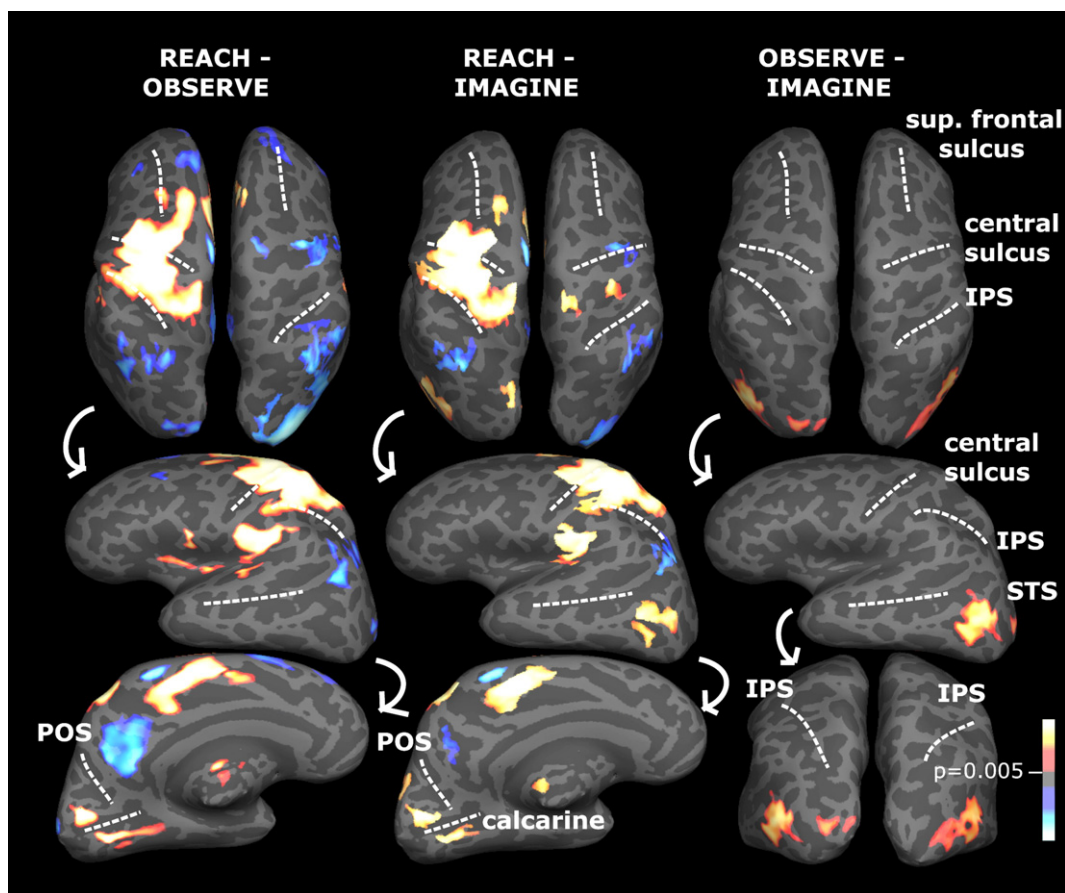 REACH -
OBSERVE
REACH -
IMAGINE
OBSERVE -
IMAGINE
sup. frontal
sulcus
central
sulcus
IPS
central
sulcus
IPS
STS
POS
POS
calcarine
IPS
IPS
p=0.005